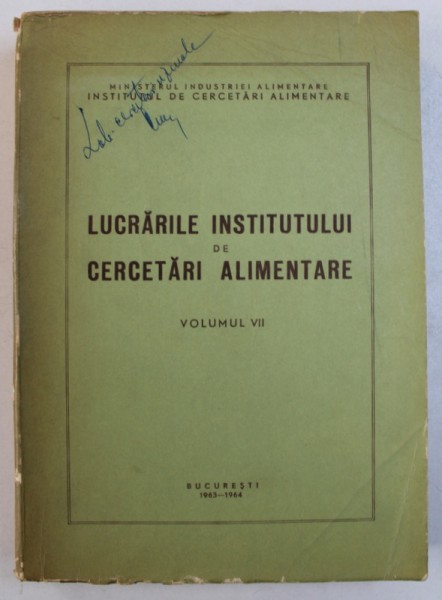 MINISTERUL INDUSTRIEI ALIMENTARE
INSTITUTUL DE CERCETĂRI ALIMENTARE
LUCRĂRILE INSTITUTULUI
DE
CERCETĂRI ALIMENTARE
VOLUMUL VII
BUCUREȘTI
1963—1964